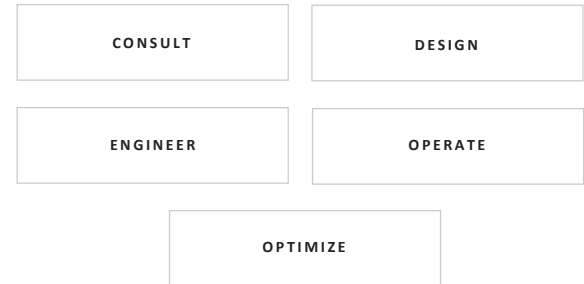 CONSULT
DESIGN
ENGINEER
OPERATE
OPTIMIZE